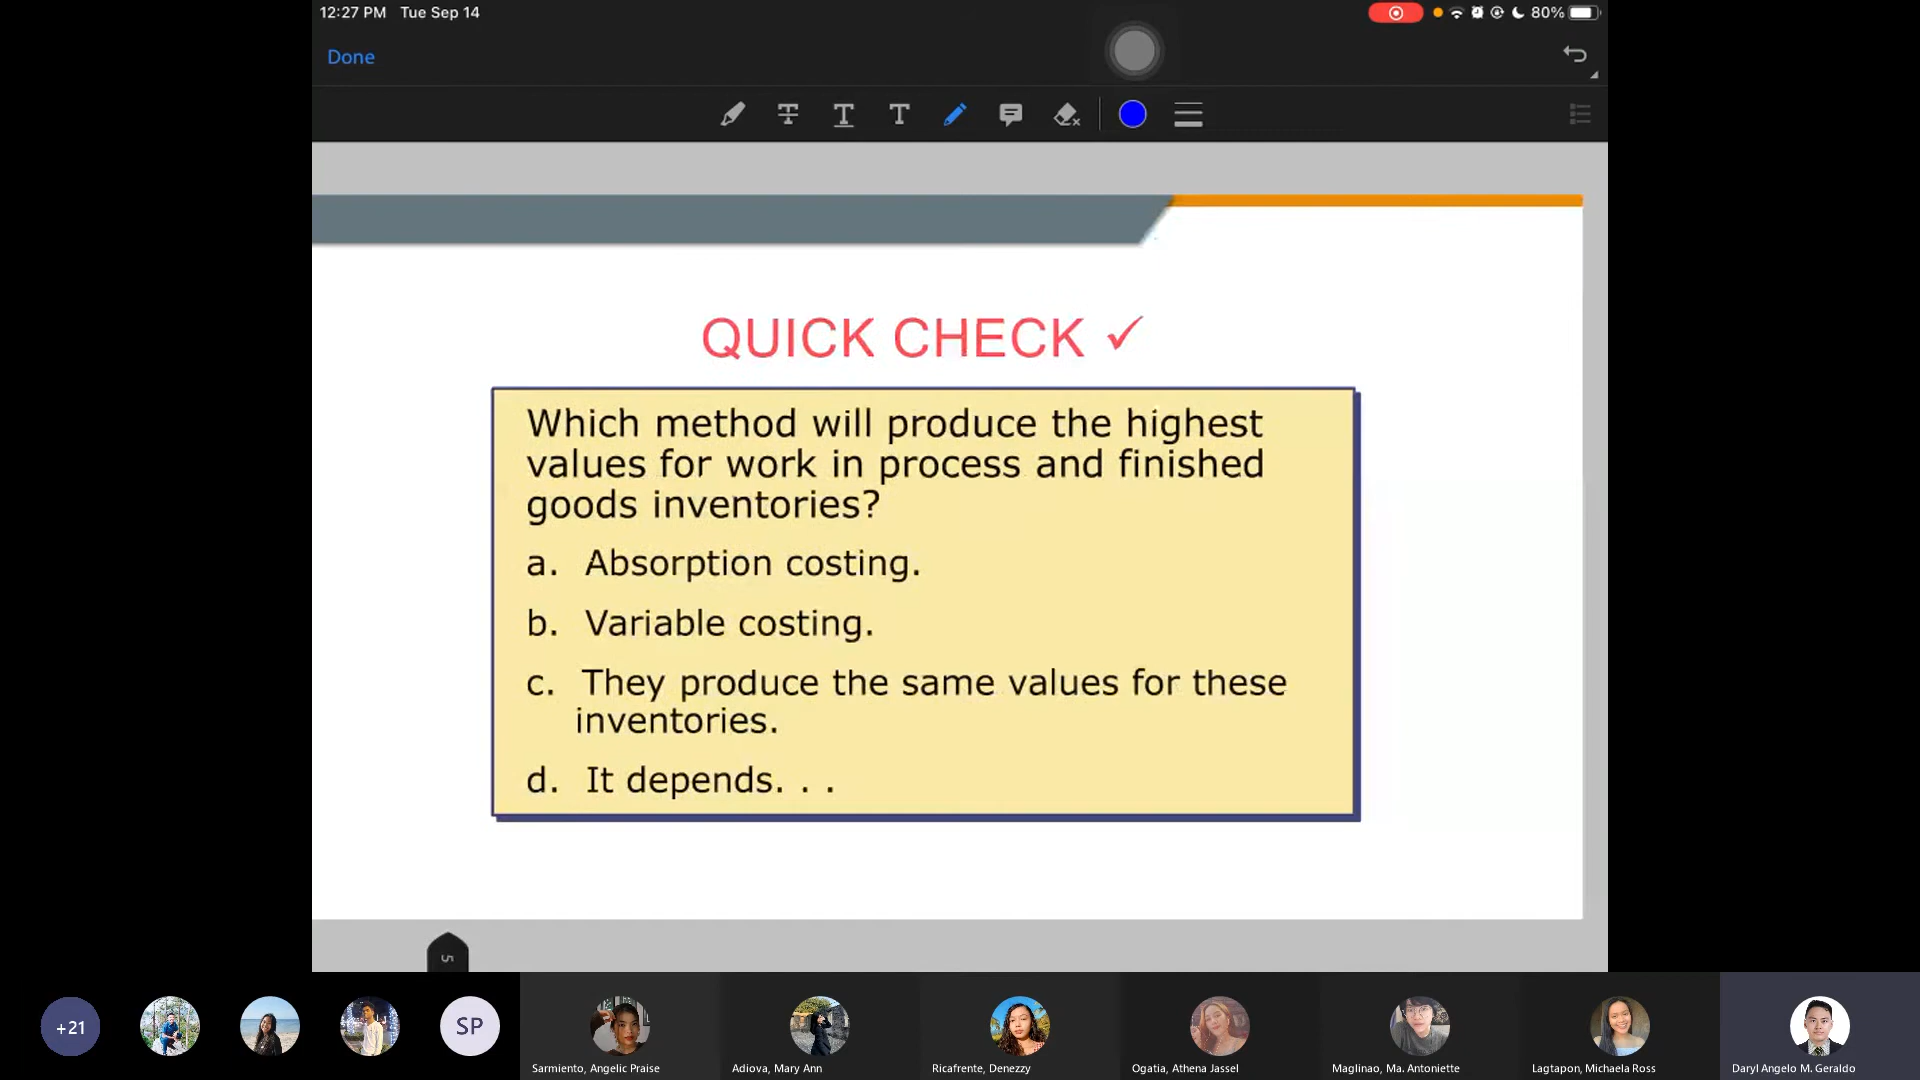 12:27 PM Tue Sep 14
80%
Done
QUICK CHECK ✓
Which method will produce the highest
values for work in process and finished
goods inventories?
a. Absorption costing.
b. Variable costing.
c. They produce the same values for these
inventories.
d. It depends. . .
5
+21
SP
Sarmiento, Angelic Praise
Adiova, Mary Ann
Ricafrente, Denezzy
Ogatia, Athena Jassel
Maglinao, Ma. Antoniette
Lagtapon, Michaela Ross
Daryl Angelo M. Geraldo